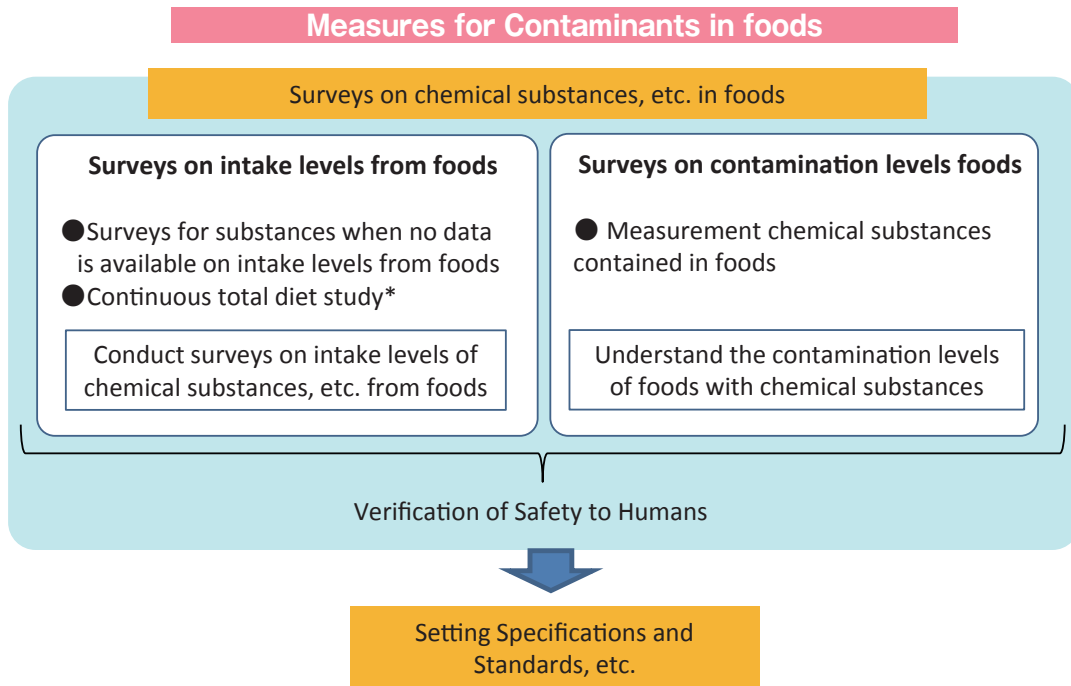 Measures for Contaminants in foods
Surveys on chemical substances, etc. in foods
Surveys on intake levels from foods
●Surveys for substances when no data
is available on intake levels from foods
●Continuous total diet study*
Conduct surveys on intake levels of
chemical substances, etc. from foods
Surveys on contamination levels foods
● Measurement chemical substances
contained in foods
Understand the contamination levels
of foods with chemical substances
Verification of Safety to Humans
Setting Specifications and
Standards, etc.